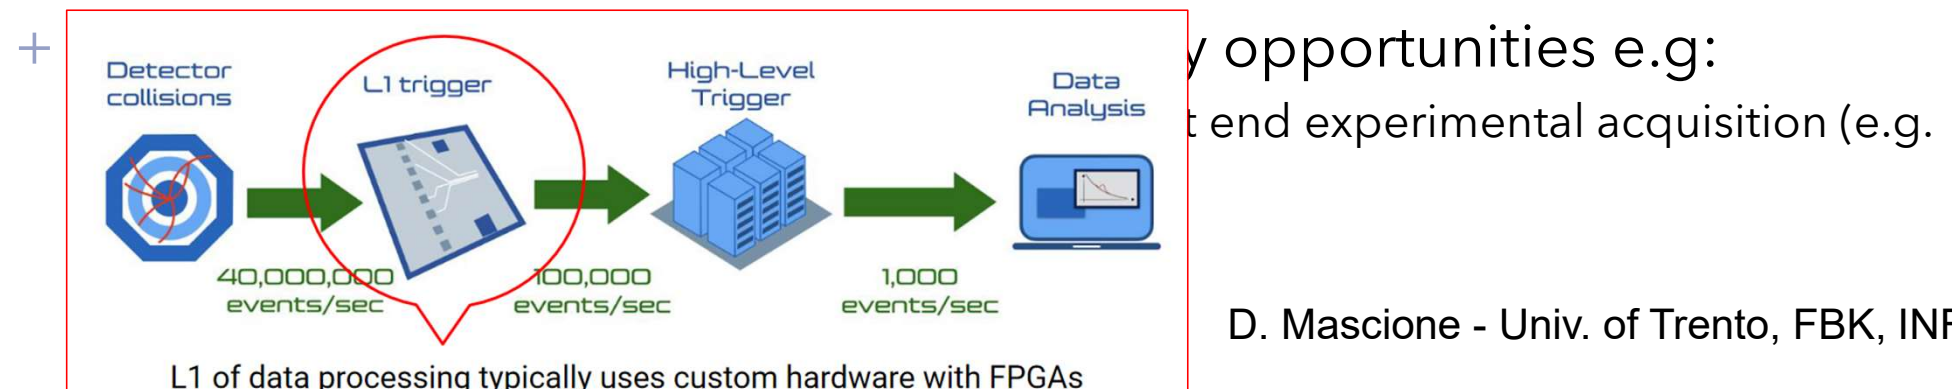 +
opportunities e.g:
end experimental acquisition (e.g.
Detector
collisions
L1 trigger
High-Level
Trigger
Data
Analysis
40,000,000
events/sec
100,000
events/sec
1,000
events/sec
D. Mascione - Univ. of Trento, FBK,
L1 of data processing typically uses custom hardware with FPGAs